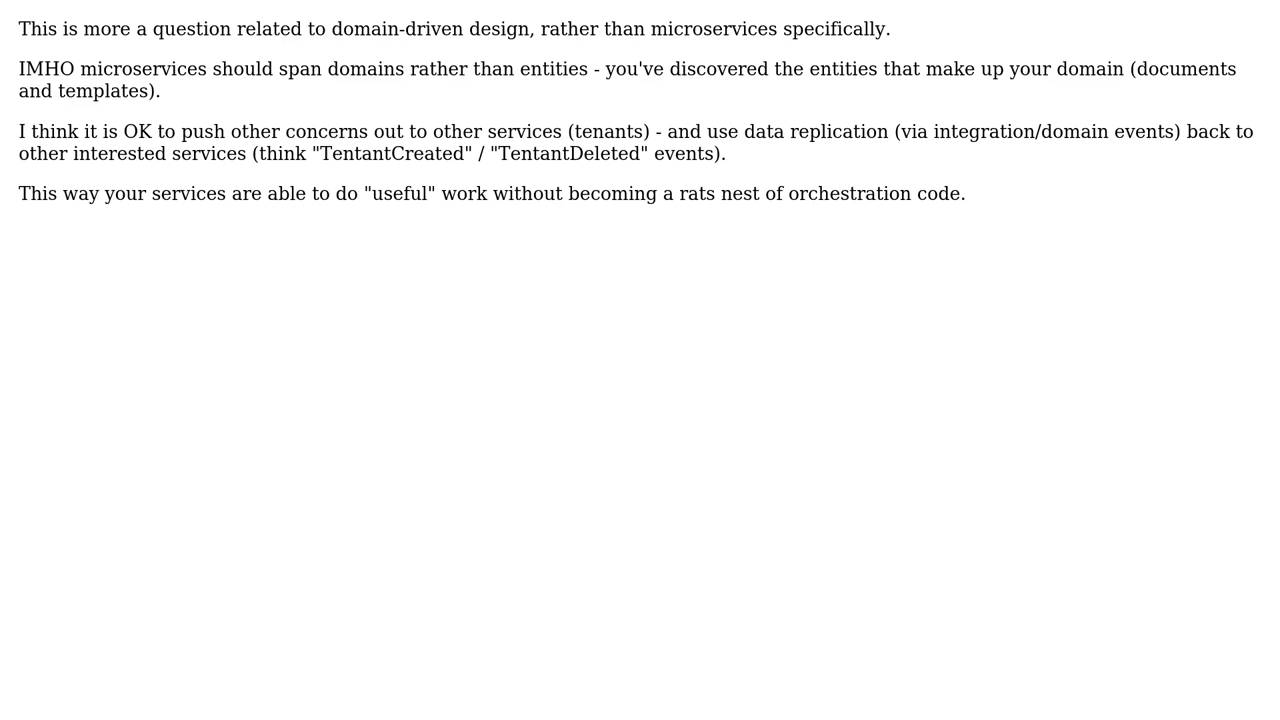 This is more a question related to domain-driven design, rather than microservices specifically.
IMHO microservices should span domains rather than entities - you've discovered the entities that make up your domain (documents
and templates).
I think it is OK to push other concerns out to other services (tenants) - and use data replication (via integration/domain events) back to
other interested services (think "TentantCreated" / "TentantDeleted" events).
This way your services are able to do "useful" work without becoming a rats nest of orchestration code.